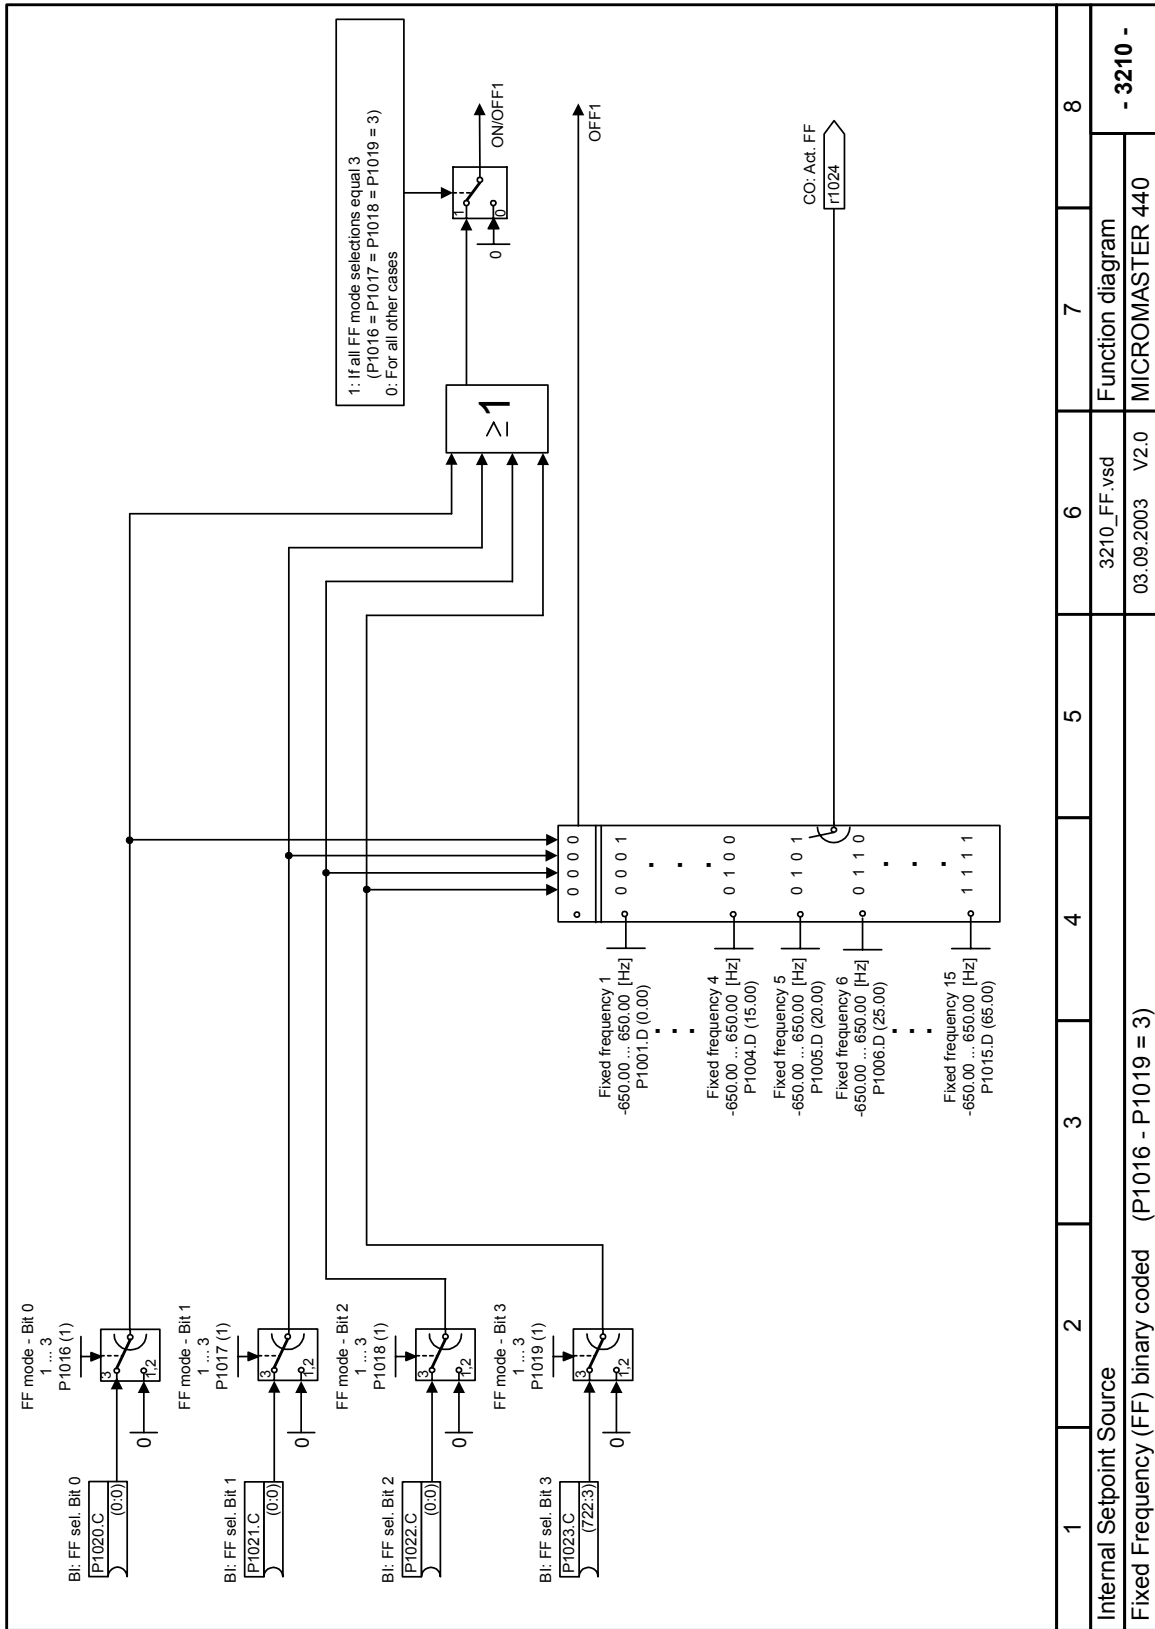 FF mode - Bit 0
1 ... 3
P1016 (1)
BI: FF sel. Bit 0
P1020.C
(0:0)
3
1,2
0
FF mode - Bit 1
1 ... 3
P1017 (1)
BI: FF sel. Bit 1
P1021.C
(0:0)
3
1,2
0
FF mode - Bit 2
1 ... 3
P1018 (1)
BI: FF sel. Bit 2
P1022.C
(0:0)
3
1,2
0
FF mode - Bit 3
1 ... 3
P1019 (1)
BI: FF sel. Bit 3
P1023.C
(722:3)
3
1,2
0
1: If all FF mode selections equal 3
(P1016 = P1017 = P1018 = P1019 = 3)
0: For all other cases
≥1
1
0
0
ON/OFF1
OFF1
0 0 0 0
Fixed frequency 1
-650.00 ... 650.00 [Hz]
P1001.D (0.00)
0 0 0 1
. . .
. . .
Fixed frequency 4
-650.00 ... 650.00 [Hz]
P1004.D (15.00)
0 1 0 0
Fixed frequency 5
-650.00 ... 650.00 [Hz]
P1005.D (20.00)
0 1 0 1
Fixed frequency 6
-650.00 ... 650.00 [Hz]
P1006.D (25.00)
0 1 1 0
. . .
. . .
Fixed frequency 15
-650.00 ... 650.00 [Hz]
P1015.D (65.00)
1 1 1 1
CO: Act. FF
r1024
1 2 3 4 5 6 7 8
Internal Setpoint Source
3210_FF.vsd
Function diagram
- 3210 -
Fixed Frequency (FF) binary coded (P1016 - P1019 = 3)
03.09.2003 V2.0
MICROMASTER 440